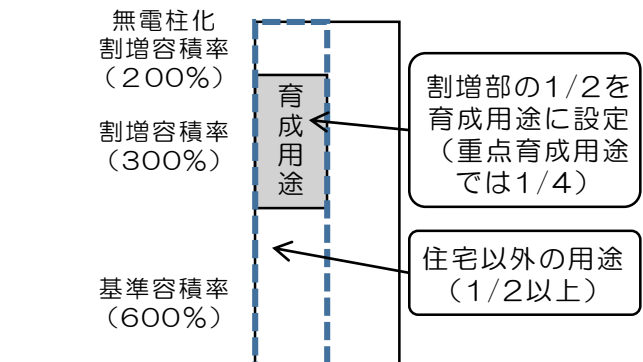 無電柱化
割増容積率
（200%）
割増容積率
（300%）
基準容積率
（600%）
育
成
用
途
割増部の1/2を
育成用途に設定
（重点育成用途
では1/4）
住宅以外の用途
（1/2以上）